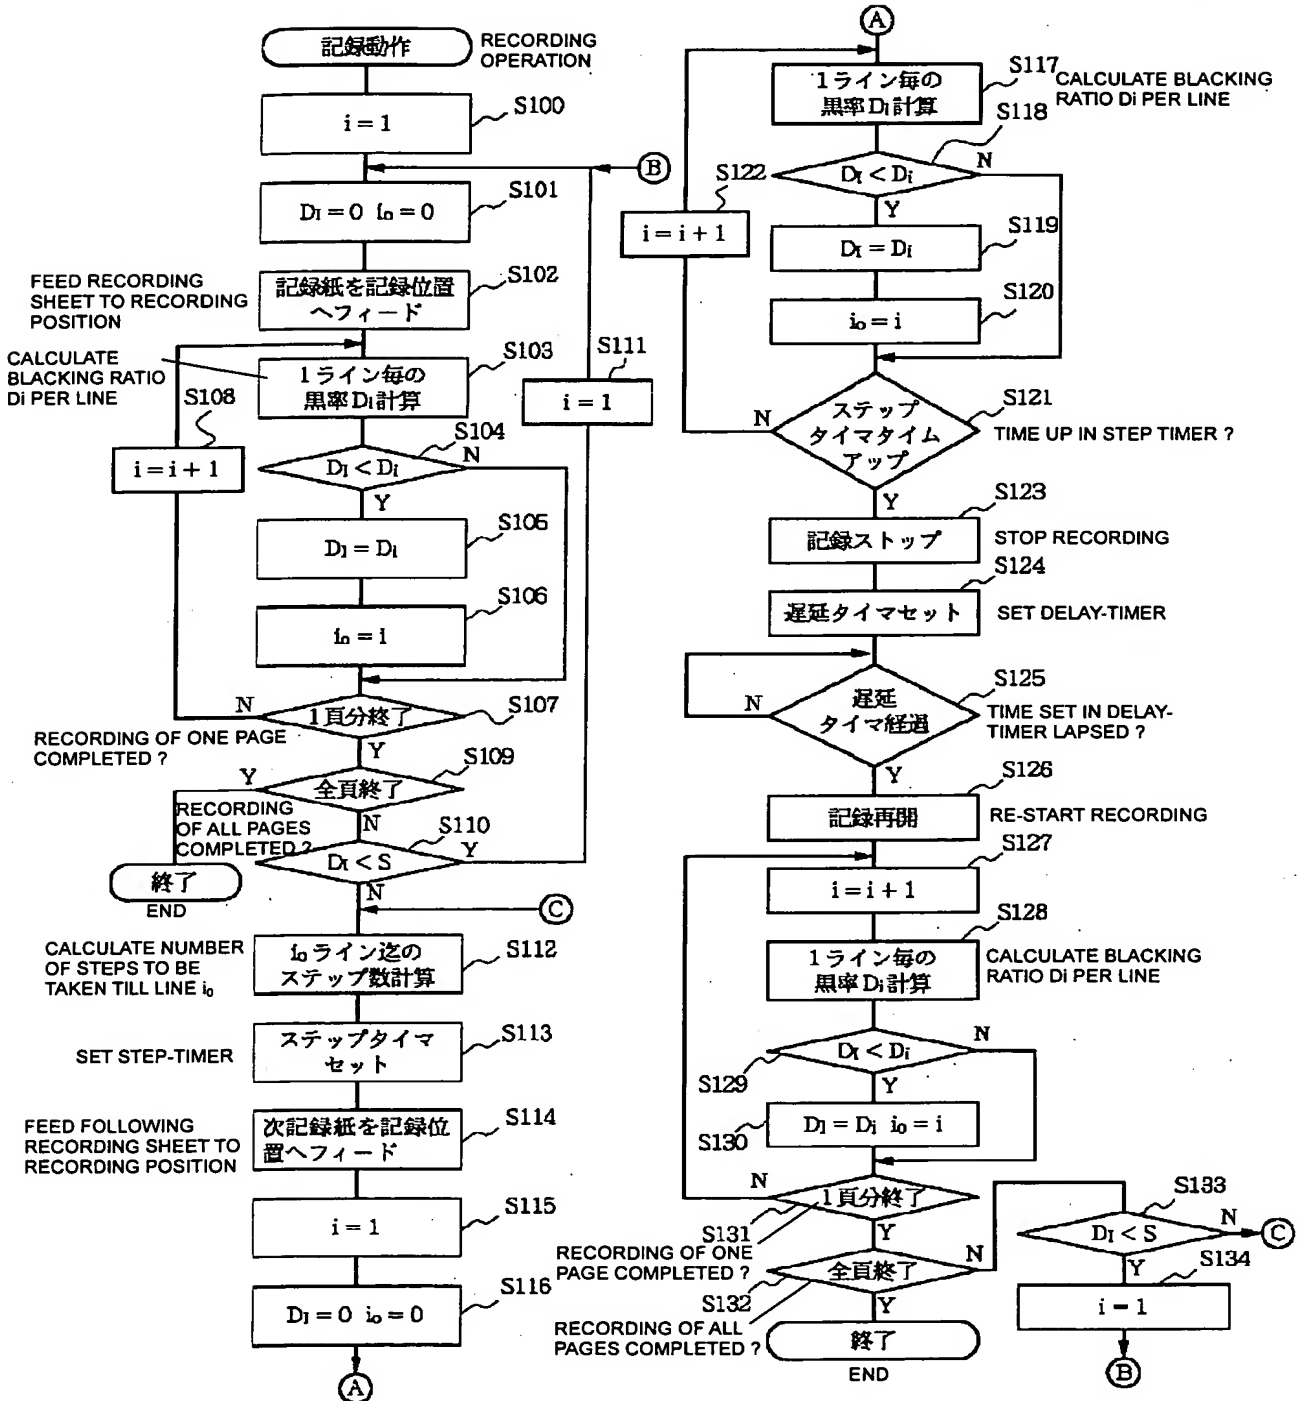 記録動作
RECORDING
OPERATION
i = 1
S100
B
D_I = 0 i₀ = 0
S101
FEED RECORDING
SHEET TO RECORDING
POSITION
記録紙を記録位置
へフィード
S102
CALCULATE
BLACKING RATIO
Di PER LINE
1ライン毎の
黒率Di計算
S103
S108
i = i + 1
S104
D_I < Di
N
Y
S111
i = 1
D_I = Di
S105
i₀ = i
S106
N
1頁分終了
S107
RECORDING OF ONE PAGE
COMPLETED ?
Y
Y
全頁終了
S109
RECORDING
OF ALL PAGES
COMPLETED ?
N
S110
D_I < S
Y
終了
END
N
C
CALCULATE NUMBER
OF STEPS TO BE
TAKEN TILL LINE i₀
i₀ライン迄の
ステップ数計算
S112
SET STEP-TIMER
ステップタイマ
セット
S113
FEED FOLLOWING
RECORDING SHEET TO
RECORDING POSITION
次記録紙を記録位
置へフィード
S114
i = 1
S115
D_I = 0 i₀ = 0
S116
A
A
1ライン毎の
黒率Di計算
S117
CALCULATE BLACKING
RATIO Di PER LINE
S118
D_I < Di
N
Y
S122
i = i + 1
D_I = Di
S119
i₀ = i
S120
N
ステップ
タイマタイム
アップ
S121
TIME UP IN STEP TIMER ?
Y
S123
記録ストップ
STOP RECORDING
S124
遅延タイマセット
SET DELAY-TIMER
N
遅延
タイマ経過
S125
TIME SET IN DELAY-
TIMER LAPSED ?
Y
S126
記録再開
RE-START RECORDING
S127
i = i + 1
S128
1ライン毎の
黒率Di計算
CALCULATE BLACKING
RATIO Di PER LINE
D_I < Di
N
S129
Y
D_I = Di i₀ = i
S130
N
1頁分終了
S131
Y
RECORDING OF ONE
PAGE COMPLETED ?
全頁終了
N
S132
Y
RECORDING OF ALL
PAGES COMPLETED ?
終了
END
S133
D_I < S
N
C
Y
S134
i = 1
B